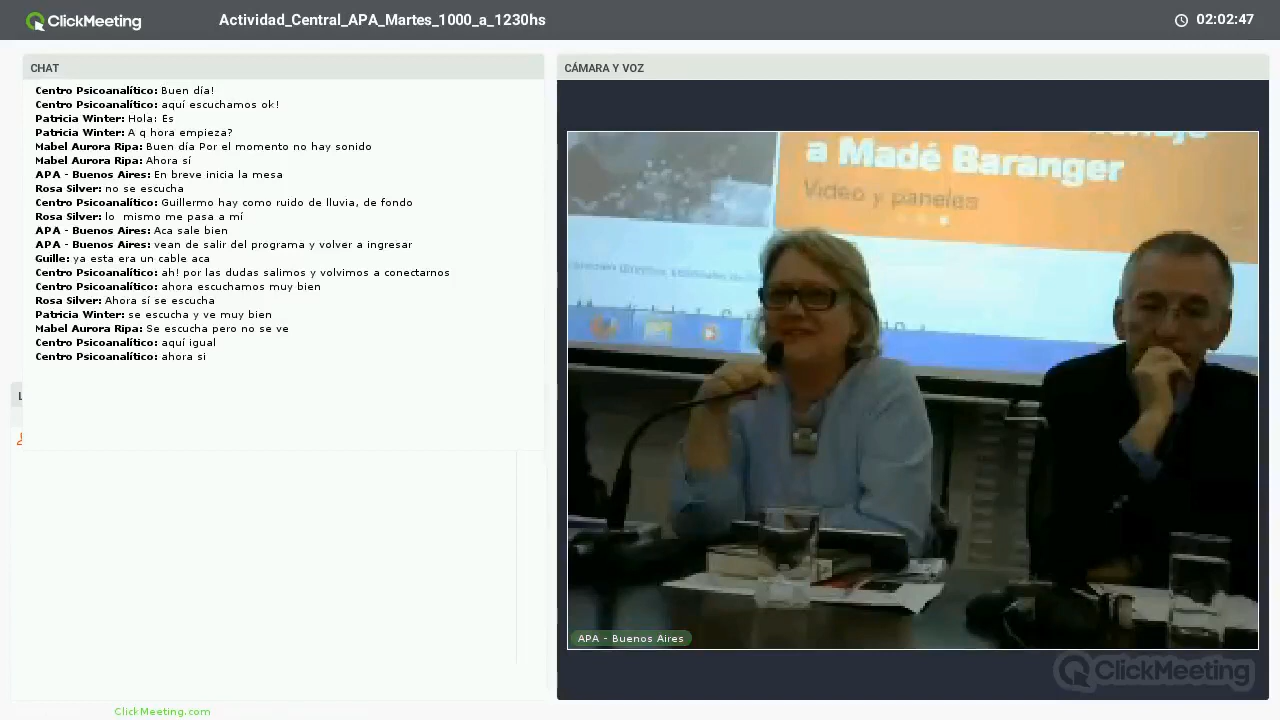 ClickMeeting
Actividad_Central_APA_Martes_1000_a_1230hs
02:02:47
CHAT
Centro Psicoanalítico: Buen día!
Centro Psicoanalítico: aquí escuchamos ok!
Patricia Winter: Hola: Es
Patricia Winter: A q hora empieza?
Mabel Aurora Ripa: Buen día Por el momento no hay sonido
Mabel Aurora Ripa: Ahora sí
APA - Buenos Aires: En breve inicia la mesa
Rosa Silver: no se escucha
Centro Psicoanalítico: Guillermo hay como ruido de lluvia, de fondo
Rosa Silver: lo  mismo me pasa a mí
APA - Buenos Aires: Aca sale bien
APA - Buenos Aires: vean de salir del programa y volver a ingresar
Guille: ya esta era un cable aca
Centro Psicoanalítico: ah! por las dudas salimos y volvimos a conectarnos
Centro Psicoanalítico: ahora escuchamos muy bien
Rosa Silver: Ahora sí se escucha
Patricia Winter: se escucha y ve muy bien
Mabel Aurora Ripa: Se escucha pero no se ve
Centro Psicoanalítico: aquí igual
Centro Psicoanalítico: ahora si
ClickMeeting.com
CÁMARA Y VOZ
a Madé Baranger
Video y paneles
APA - Buenos Aires
ClickMeeting